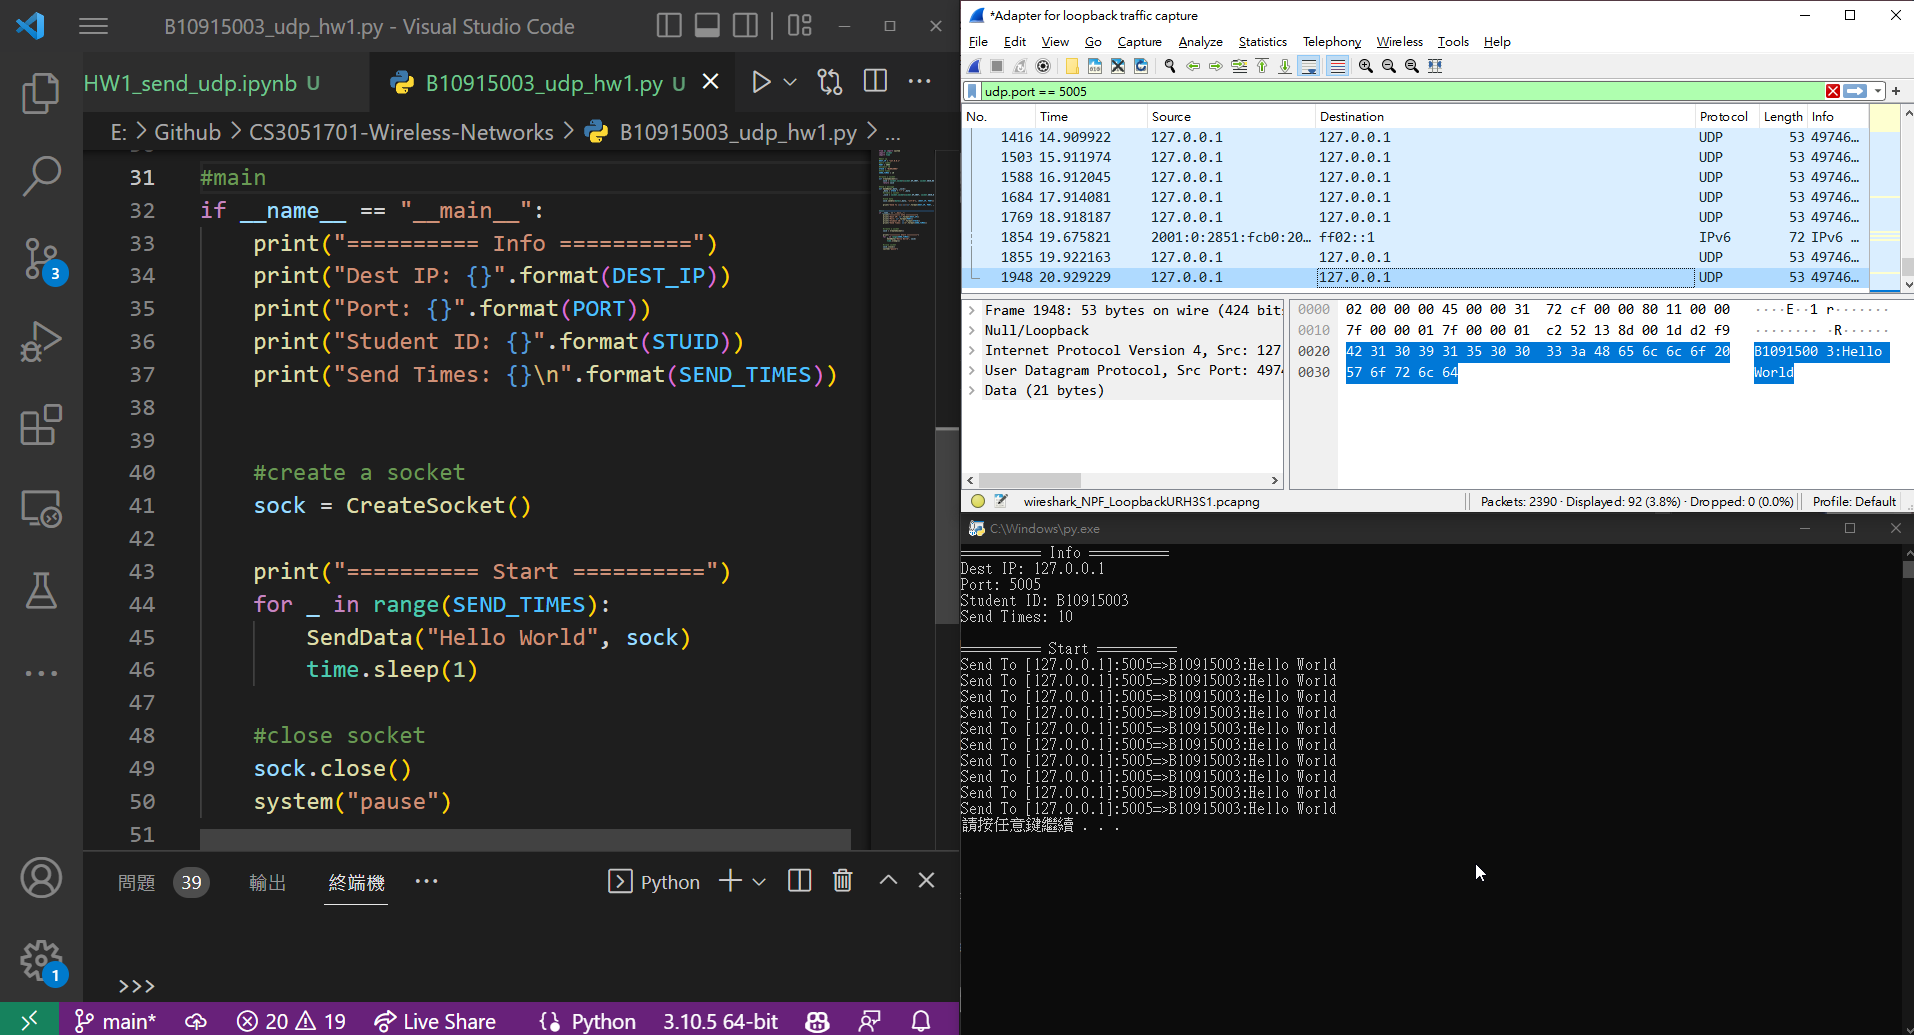 B10915003_udp_hw1.py - Visual Studio Code
HW1_send_udp.ipynb U
B10915003_udp_hw1.py U
E: > Github > CS3051701-Wireless-Networks > B10915003_udp_hw1.py > ...
31 #main
32 if __name__ == "__main__":
33 print("========== Info ==========")
34 print("Dest IP: {}".format(DEST_IP))
35 print("Port: {}".format(PORT))
36 print("Student ID: {}".format(STUID))
37 print("Send Times: {}\n".format(SEND_TIMES))
38
39
40 #create a socket
41 sock = CreateSocket()
42
43 print("========== Start ==========")
44 for _ in range(SEND_TIMES):
45 SendData("Hello World", sock)
46 time.sleep(1)
47
48 #close socket
49 sock.close()
50 system("pause")
51
3
1
問題 39 輸出 終端機 ... Python
>>>
main* 20 19 Live Share Python 3.10.5 64-bit
*Adapter for loopback traffic capture
File Edit View Go Capture Analyze Statistics Telephony Wireless Tools Help
udp.port == 5005
No. Time Source Destination Protocol Length Info
1416 14.909922 127.0.0.1 127.0.0.1 UDP 53 49746...
1503 15.911974 127.0.0.1 127.0.0.1 UDP 53 49746...
1588 16.912045 127.0.0.1 127.0.0.1 UDP 53 49746...
1684 17.914081 127.0.0.1 127.0.0.1 UDP 53 49746...
1769 18.918187 127.0.0.1 127.0.0.1 UDP 53 49746...
1854 19.675821 2001:0:2851:fcb0:20... ff02::1 IPv6 72 IPv6 ...
1855 19.922163 127.0.0.1 127.0.0.1 UDP 53 49746...
1948 20.929229 127.0.0.1 127.0.0.1 UDP 53 49746...
Frame 1948: 53 bytes on wire (424 bit
Null/Loopback
Internet Protocol Version 4, Src: 127
User Datagram Protocol, Src Port: 497
Data (21 bytes)
0000 02 00 00 00 45 00 00 31 72 cf 00 00 80 11 00 00 ····E··1 r·······
0010 7f 00 00 01 7f 00 00 01 c2 52 13 8d 00 1d d2 f9 ········ ·R······
0020 42 31 30 39 31 35 30 30 33 3a 48 65 6c 6c 6f 20 B1091500 3:Hello
0030 57 6f 72 6c 64 World
wireshark_NPF_LoopbackURH3S1.pcapng Packets: 2390 · Displayed: 92 (3.8%) · Dropped: 0 (0.0%) Profile: Default
C:\Windows\py.exe
========== Info ==========
Dest IP: 127.0.0.1
Port: 5005
Student ID: B10915003
Send Times: 10
========== Start ==========
Send To [127.0.0.1]:5005=>B10915003:Hello World
Send To [127.0.0.1]:5005=>B10915003:Hello World
Send To [127.0.0.1]:5005=>B10915003:Hello World
Send To [127.0.0.1]:5005=>B10915003:Hello World
Send To [127.0.0.1]:5005=>B10915003:Hello World
Send To [127.0.0.1]:5005=>B10915003:Hello World
Send To [127.0.0.1]:5005=>B10915003:Hello World
Send To [127.0.0.1]:5005=>B10915003:Hello World
Send To [127.0.0.1]:5005=>B10915003:Hello World
Send To [127.0.0.1]:5005=>B10915003:Hello World
請按任意鍵繼續 . . .